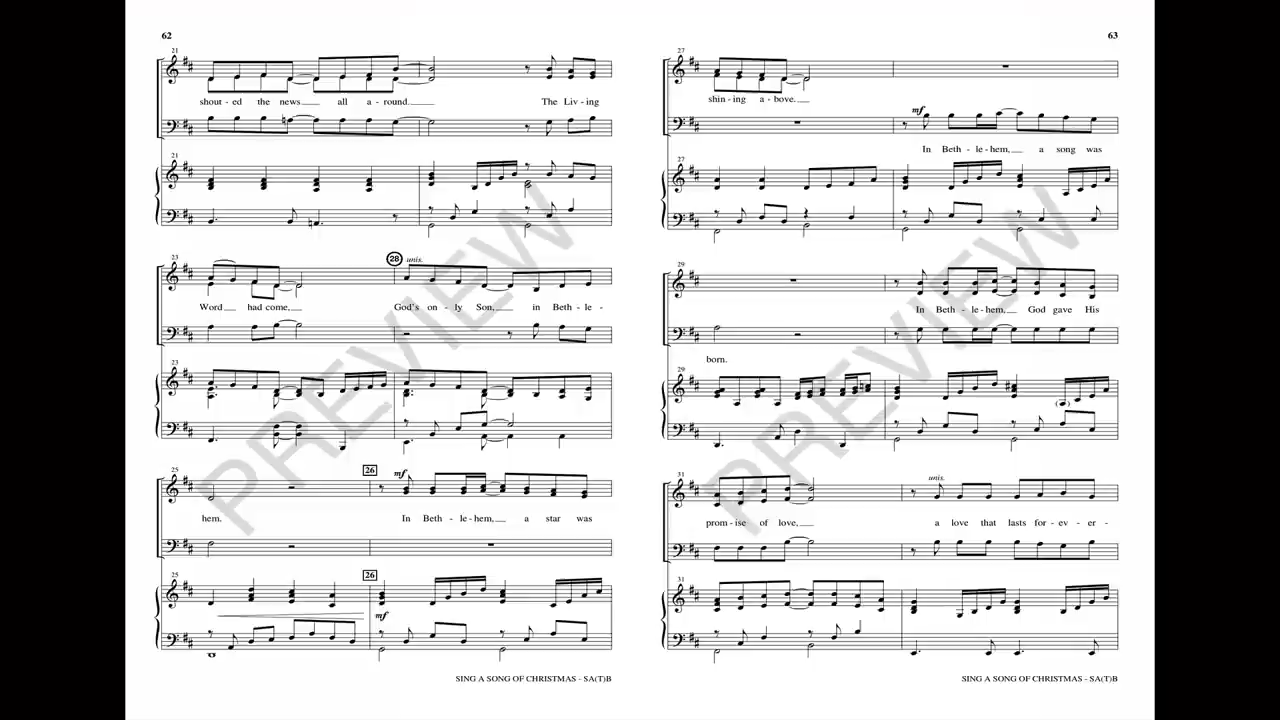 62
21
shout - ed the news all a - round. The Liv - ing
21
23
28 unis.
Word had come, God's on - ly Son, in Beth - le -
23
25
26
mf
hem. In Beth - le - hem, a star was
25
26
mf
SING A SONG OF CHRISTMAS - SA(T)B
63
27
shin - ing a - bove.
mf
In Beth - le - hem, a song was
27
29
In Beth - le - hem, God gave His
born.
29
31
unis.
prom - ise of love, a love that lasts for - ev - er -
31
SING A SONG OF CHRISTMAS - SA(T)B
PREVIEW
PREVIEW